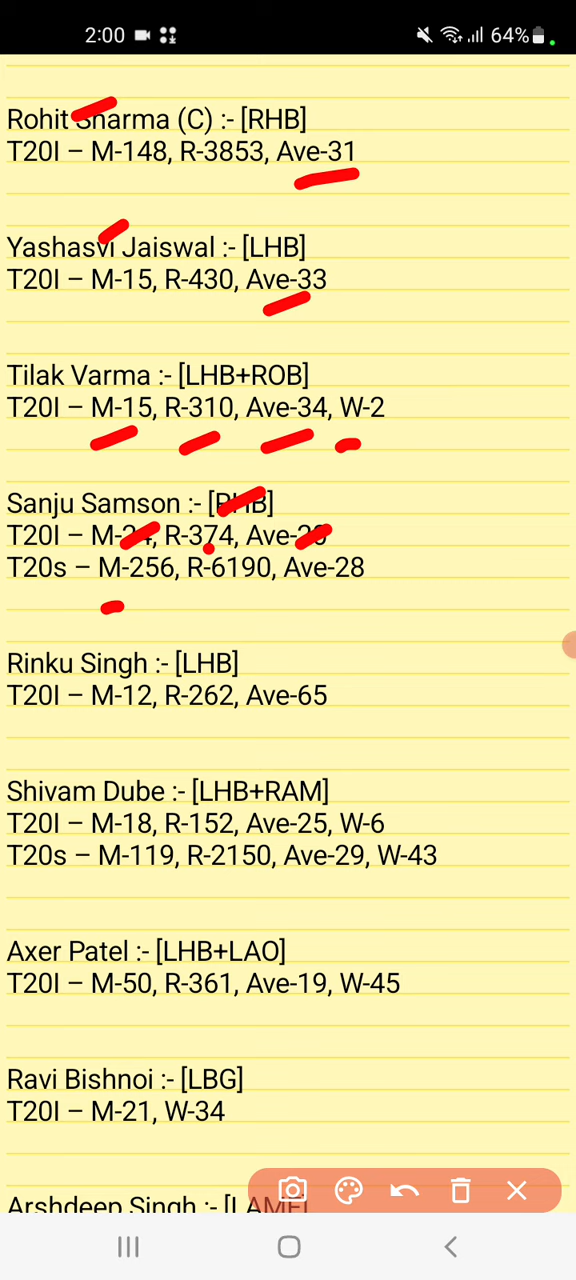 2:00
64%
Rohit Sharma (C) :- [RHB]
T20I – M-148, R-3853, Ave-31
Yashasvi Jaiswal :- [LHB]
T20I – M-15, R-430, Ave-33
Tilak Varma :- [LHB+ROB]
T20I – M-15, R-310, Ave-34, W-2
Sanju Samson :- [RHB]
T20I – M-24, R-374, 
T20s – M-256, R-6190, Ave-28
Rinku Singh :- [LHB]
T20I – M-12, R-262, Ave-65
Shivam Dube :- [LHB+RAM]
T20I – M-18, R-152, Ave-25, W-6
T20s – M-119, R-2150, Ave-29, W-43
Axer Patel :- [LHB+LAO]
T20I – M-50, R-361, Ave-19, W-45
Ravi Bishnoi :- [LBG]
T20I – M-21, W-34
Arshdeep Singh :- [LAMF]